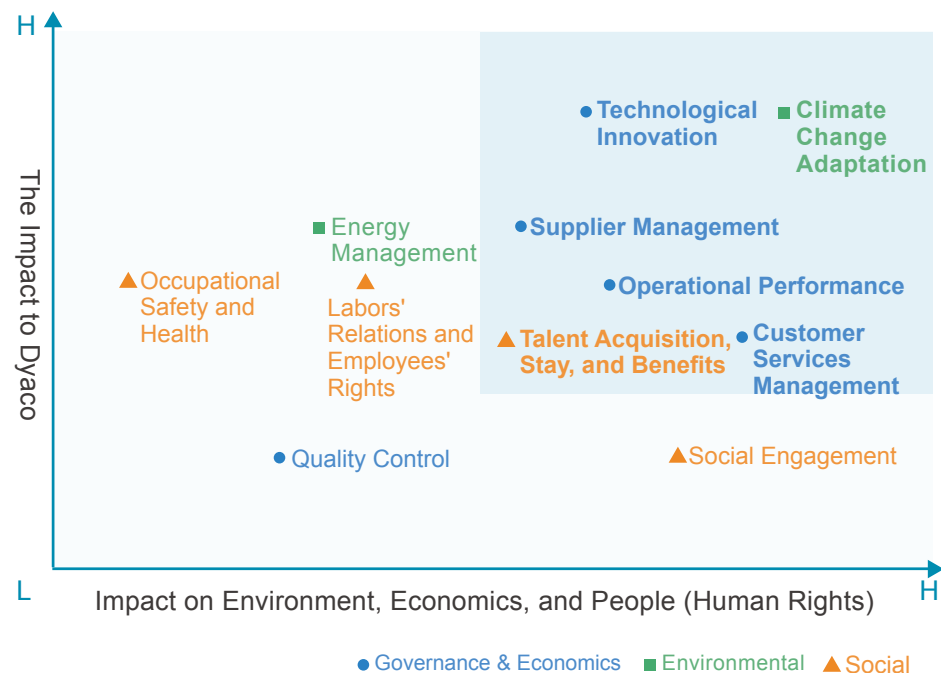 H
The Impact to Dyaco
Technological
Innovation
Climate
Change
Adaptation
Energy
Management
Supplier Management
Occupational
Safety and
Health
Labors'
Relations and
Employees'
Rights
Operational Performance
Talent Acquisition,
Stay, and Benefits
Customer
Services
Management
Quality Control
Social Engagement
L
H
Impact on Environment, Economics, and People (Human Rights)
Governance & Economics
Environmental
Social